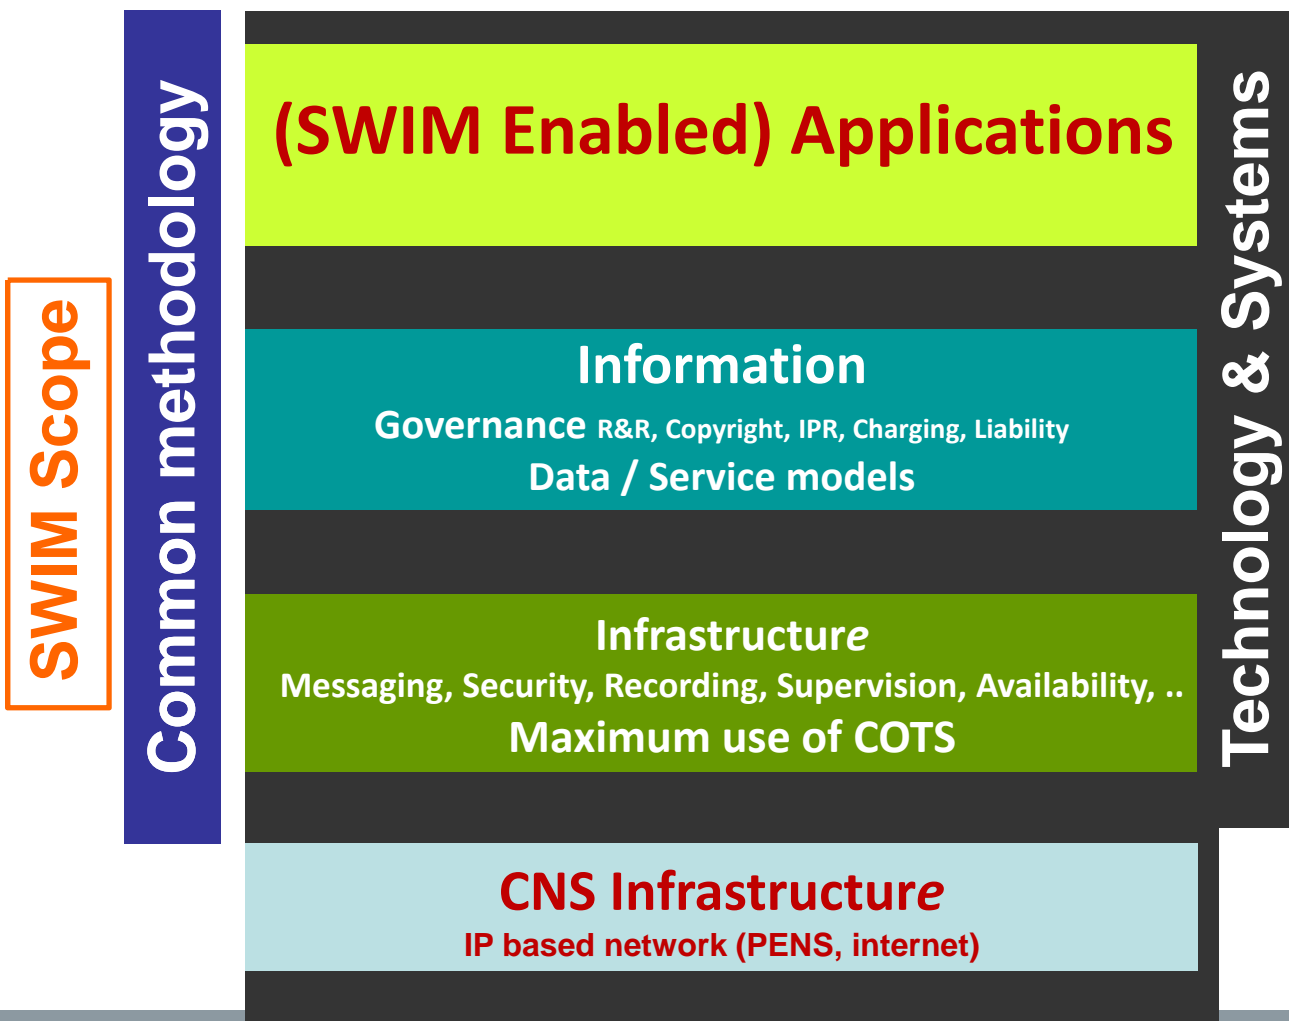 SWIM Scope
Common methodology
(SWIM Enabled) Applications
Information
Governance R&R, Copyright, IPR, Charging, Liability
Data / Service models
Infrastructure
Messaging, Security, Recording, Supervision, Availability, ..
Maximum use of COTS
CNS Infrastructure
IP based network (PENS, internet)
Technology & Systems